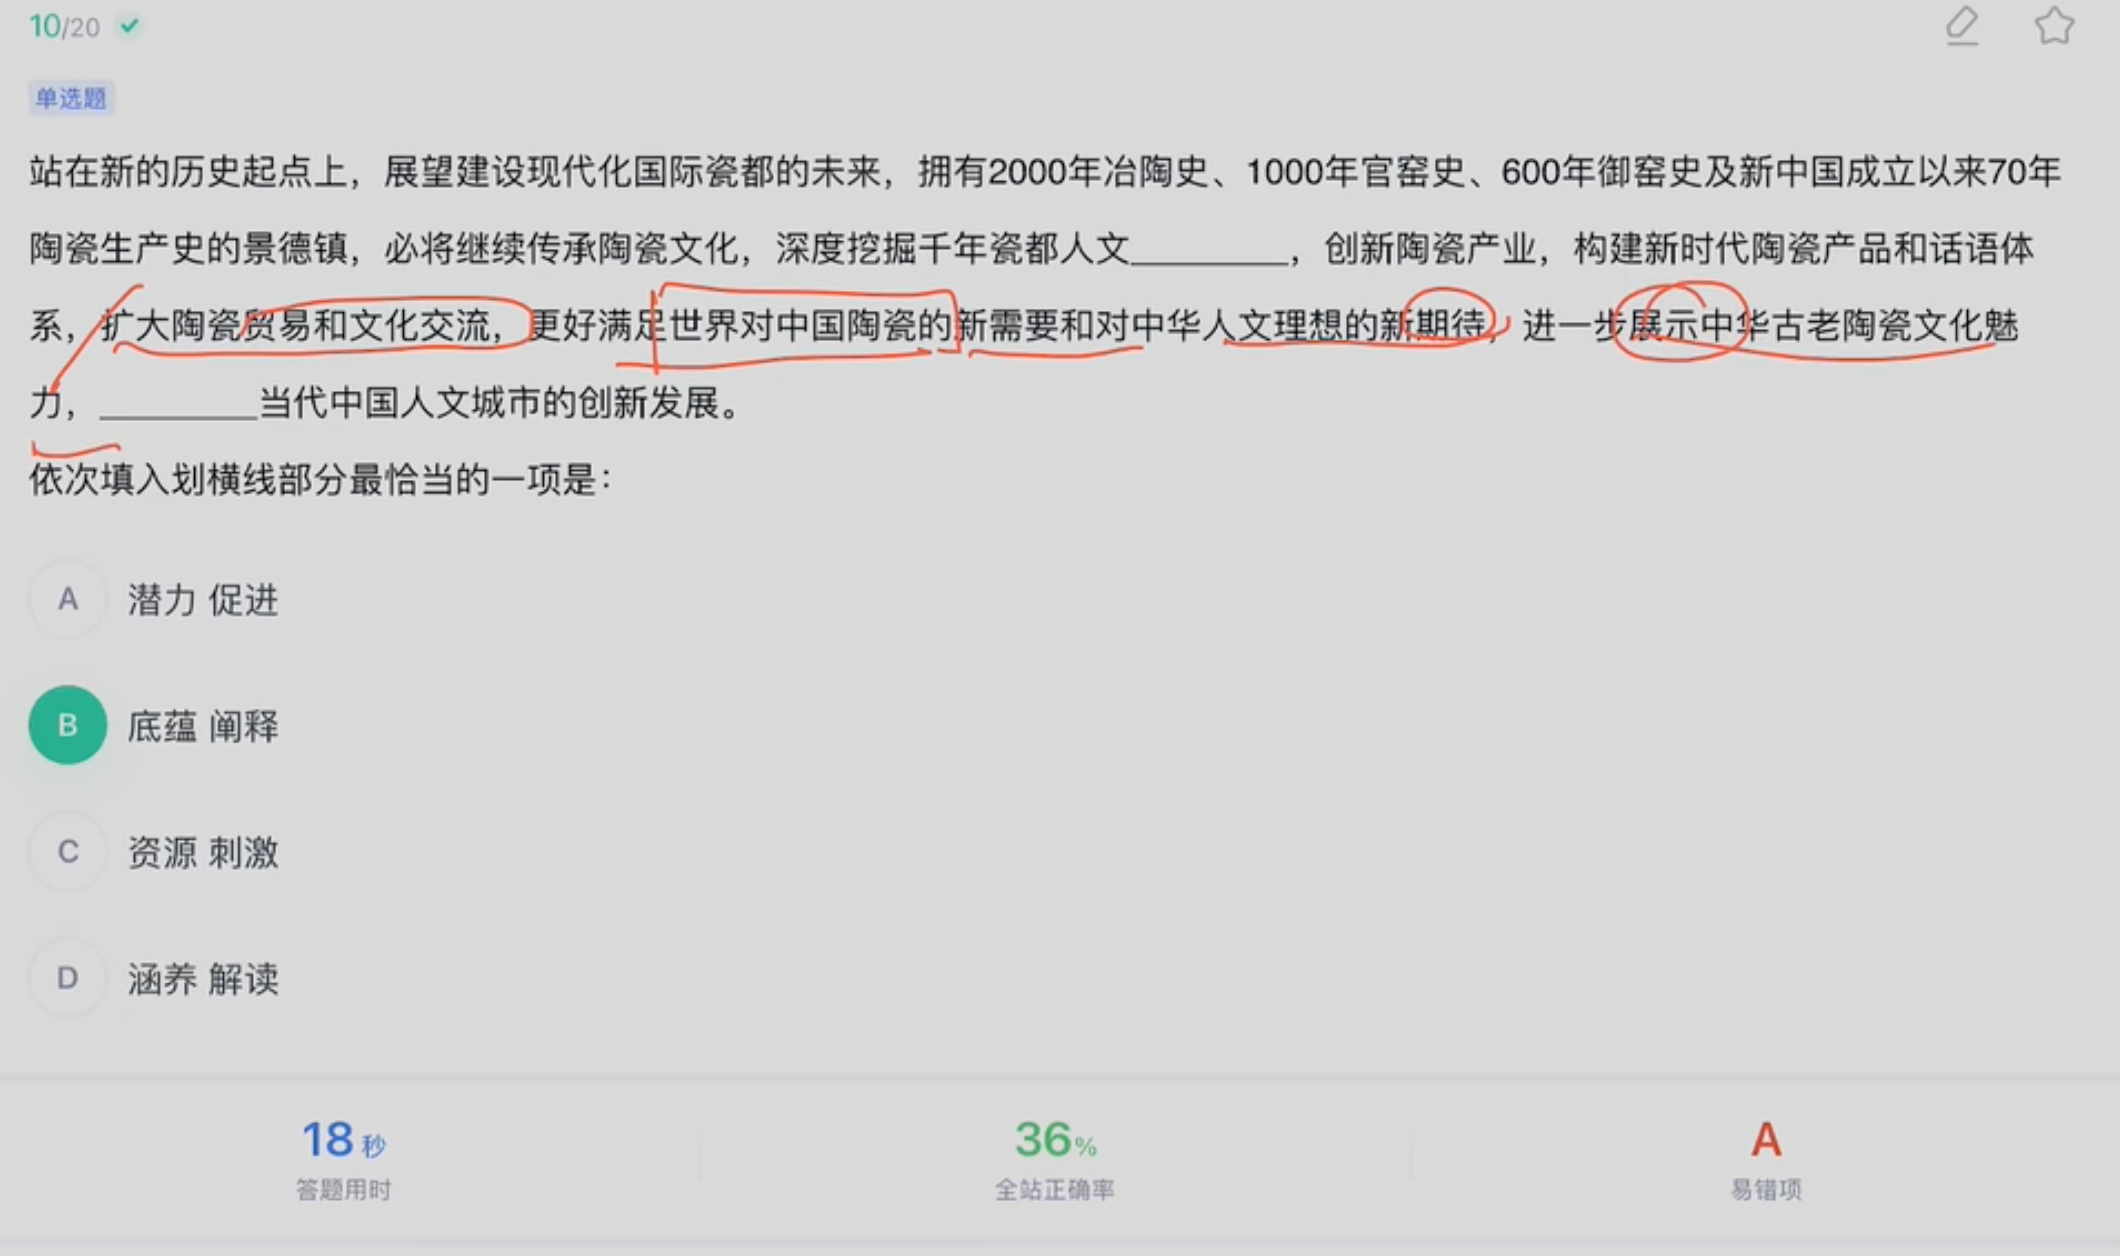 10/20
单选题
站在新的历史起点上，展望建设现代化国际瓷都的未来，拥有2000年冶陶史、1000年官窑史、600年御窑史及新中国成立以来70年
陶瓷生产史的景德镇，必将继续传承陶瓷文化，深度挖掘千年瓷都人文________，创新陶瓷产业，构建新时代陶瓷产品和话语体
系，扩大陶瓷贸易和文化交流，更好满足世界对中国陶瓷的新需要和对中华人文理想的新期待，进一步展示中华古老陶瓷文化魅
力，________当代中国人文城市的创新发展。
依次填入划横线部分最恰当的一项是：
A 潜力 促进
B 底蕴 阐释
C 资源 刺激
D 涵养 解读
18秒 36% A
答题用时 全站正确率 易错项